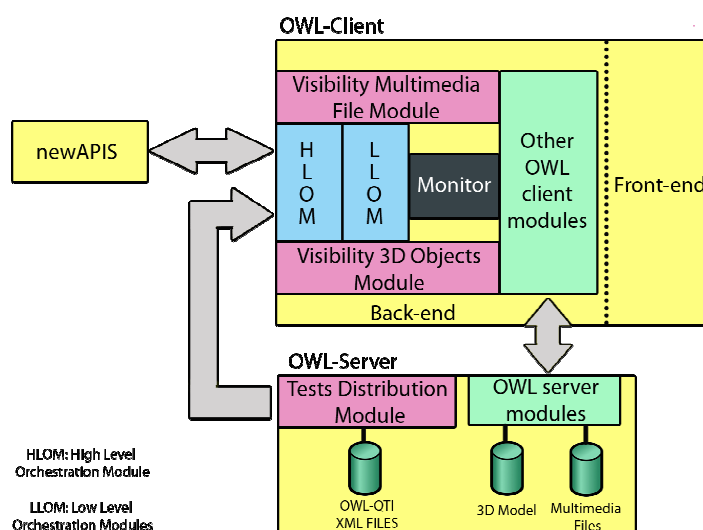 OWL-Client
Visibility Multimedia
File Module
newAPIS
H
L
O
M
L
L
O
M
Monitor
Other
OWL
client
modules
Front-end
Visibility 3D Objects
Module
Back-end
OWL-Server
Tests Distribution
Module
OWL server
modules
HLOM: High Level
Orchestration Module
LLOM: Low Level
Orchestration Modules
OWL-QTI
XML FILES
3D Model
Multimedia
Files